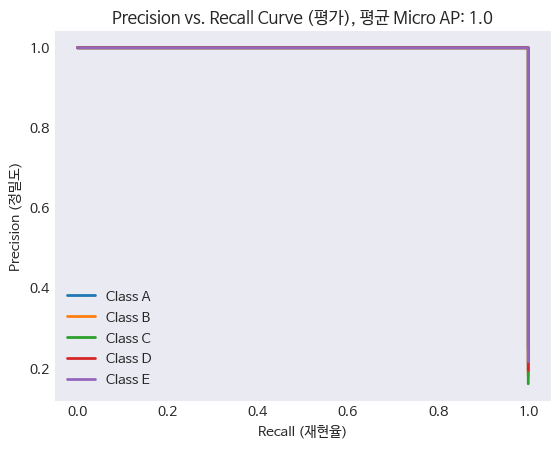 Precision vs. Recall Curve (평가), 평균 Micro AP: 1.0
Precision (정밀도)
1.0
0.8
0.6
0.4
0.2
Class A
Class B
Class C
Class D
Class E
0.0 0.2 0.4 0.6 0.8 1.0
Recall (재현율)